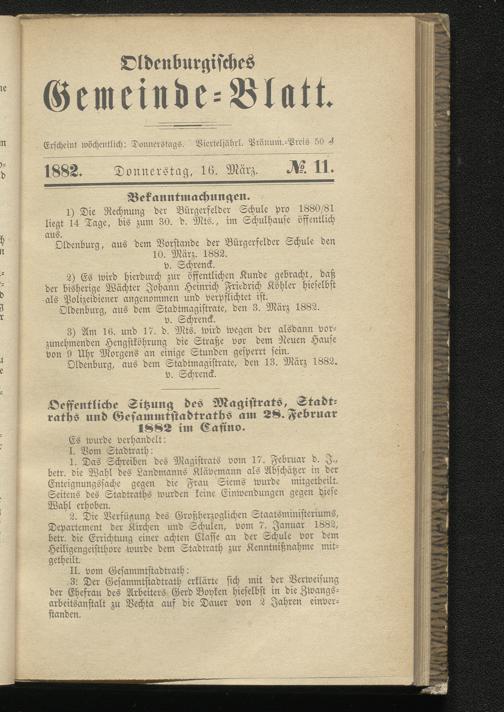 Oldenburgisches
Gemeinde-Blatt.
Erscheint wöchentlich: Donnerstags. Vierteljährl. Pränum.-Preis 50 ₰
1882. Donnerstag, 16. März. № 11.
Bekanntmachungen.
1) Die Rechnung der Bürgerfelder Schule pro 1880/81
liegt 14 Tage, bis zum 30. d. Mts., im Schulhause öffentlich
aus.
Oldenburg, aus dem Vorstande der Bürgerfelder Schule den
10. März. 1882.
v. Schrenck.
2) Es wird hierdurch zur öffentlichen Kunde gebracht, daß
der bisherige Wächter Johann Heinrich Friedrich Köhler hieselbst
als Polizeidiener angenommen und verpflichtet ist.
Oldenburg, aus dem Stadtmagistrate, den 3. März 1882.
v. Schrenck.
3) Am 16. und 17. d. Mts. wird wegen der alsdann vor-
zunehmenden Hengstköhrung die Straße vor dem Neuen Hause
von 9 Uhr Morgens an einige Stunden gesperrt sein.
Oldenburg, aus dem Stadtmagistrate, den 13. März 1882.
v. Schrenck.
Oeffentliche Sitzung des Magistrats, Stadt-
raths und Gesammtstadtraths am 28. Februar
1882 im Casino.
Es wurde verhandelt:
I. Vom Stadtrath:
1. Das Schreiben des Magistrats vom 17. Februar d. J.,
betr. die Wahl des Landmanns Klävemann als Abschätzer in der
Enteignungssache gegen die Frau Siems wurde mitgetheilt.
Seitens des Stadtraths wurden keine Einwendungen gegen diese
Wahl erhoben.
2. Die Verfügung des Großherzoglichen Staatsministeriums,
Departement der Kirchen und Schulen, vom 7. Januar 1882,
betr. die Errichtung einer achten Classe an der Schule vor dem
Heiligengeistthore wurde dem Stadtrath zur Kenntnißnahme mit-
getheilt.
II. vom Gesammtstadtrath:
3: Der Gesammtstadtrath erklärte sich mit der Verweisung
der Ehefrau des Arbeiters Gerd Boyken hieselbst in die Zwangs-
arbeitsanstalt zu Vechta auf die Dauer von 2 Jahren einver-
standen.